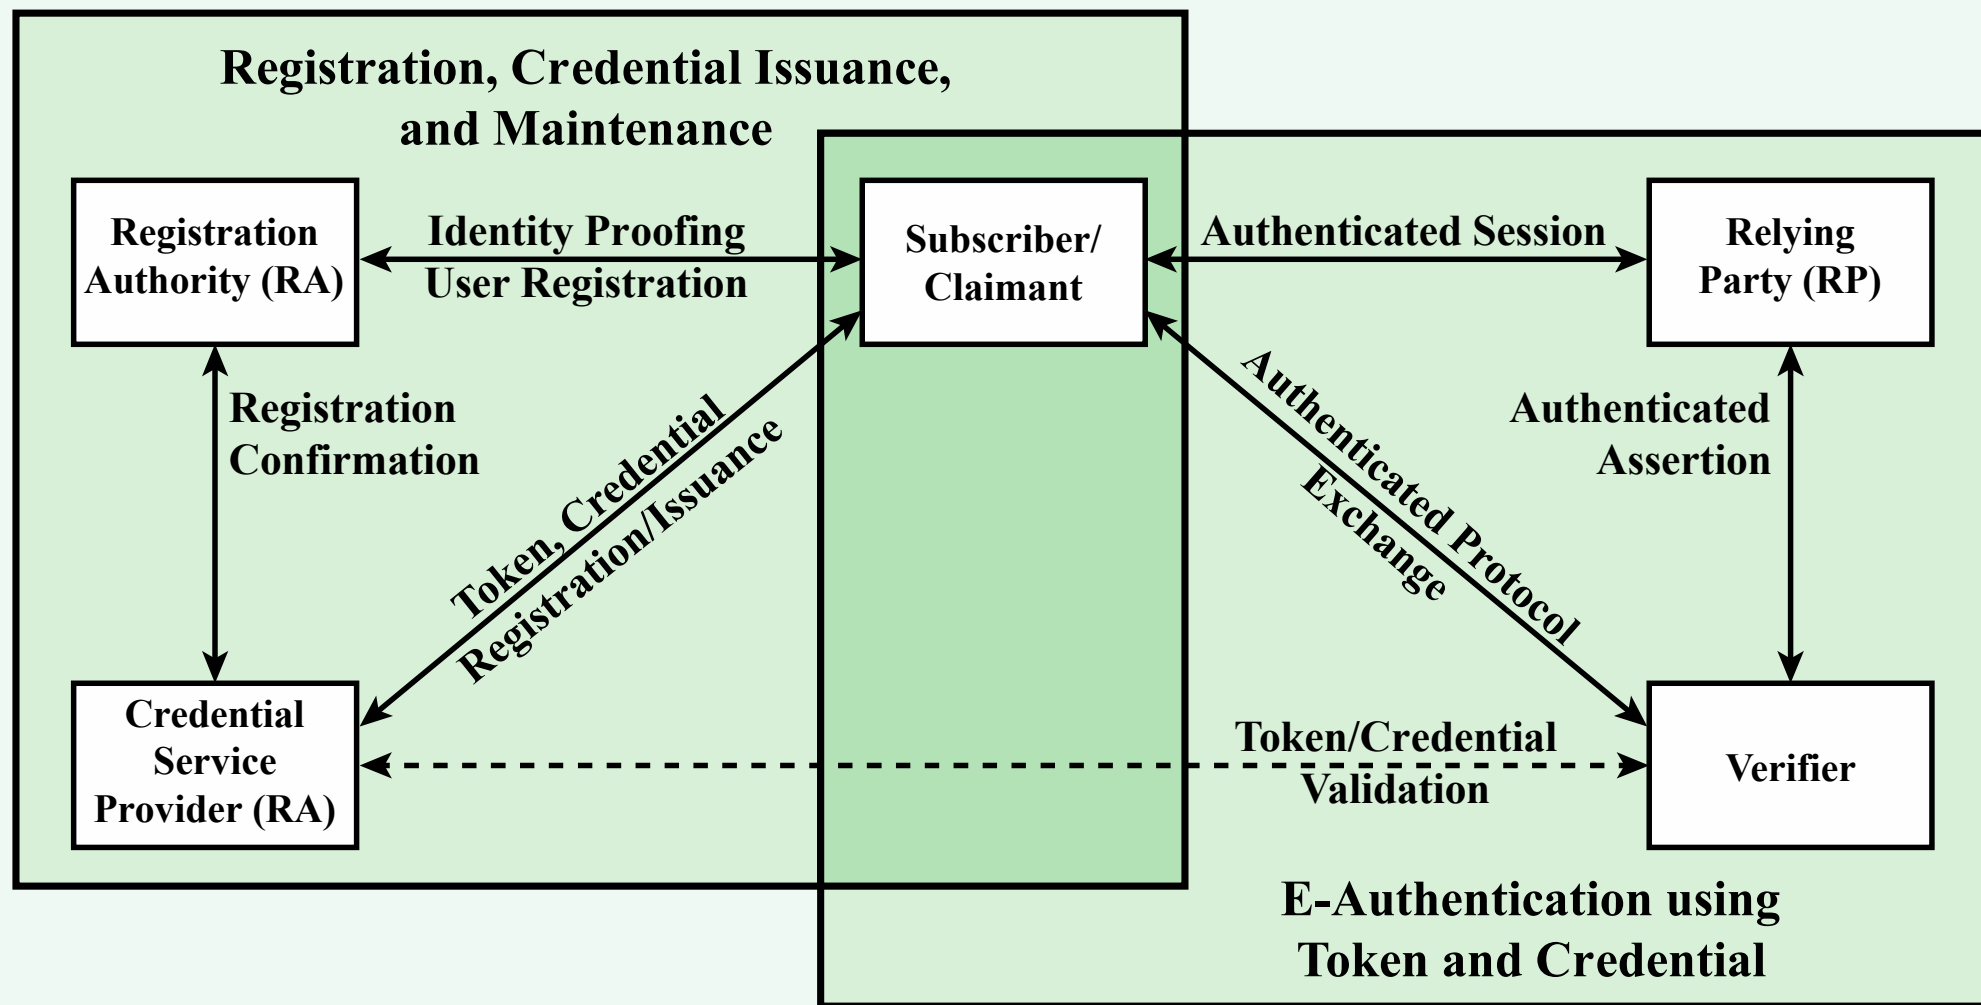 Registration, Credential Issuance,
and Maintenance
Registration
Authority (RA)
Identity Proofing
User Registration
Subscriber/
Claimant
Authenticated Session
Relying
Party (RP)
Registration
Confirmation
Token, Credential
Registration/Issuance
Authenticated Protocol
Exchange
Authenticated
Assertion
Credential
Service
Provider (RA)
Token/Credential
Validation
Verifier
E-Authentication using
Token and Credential